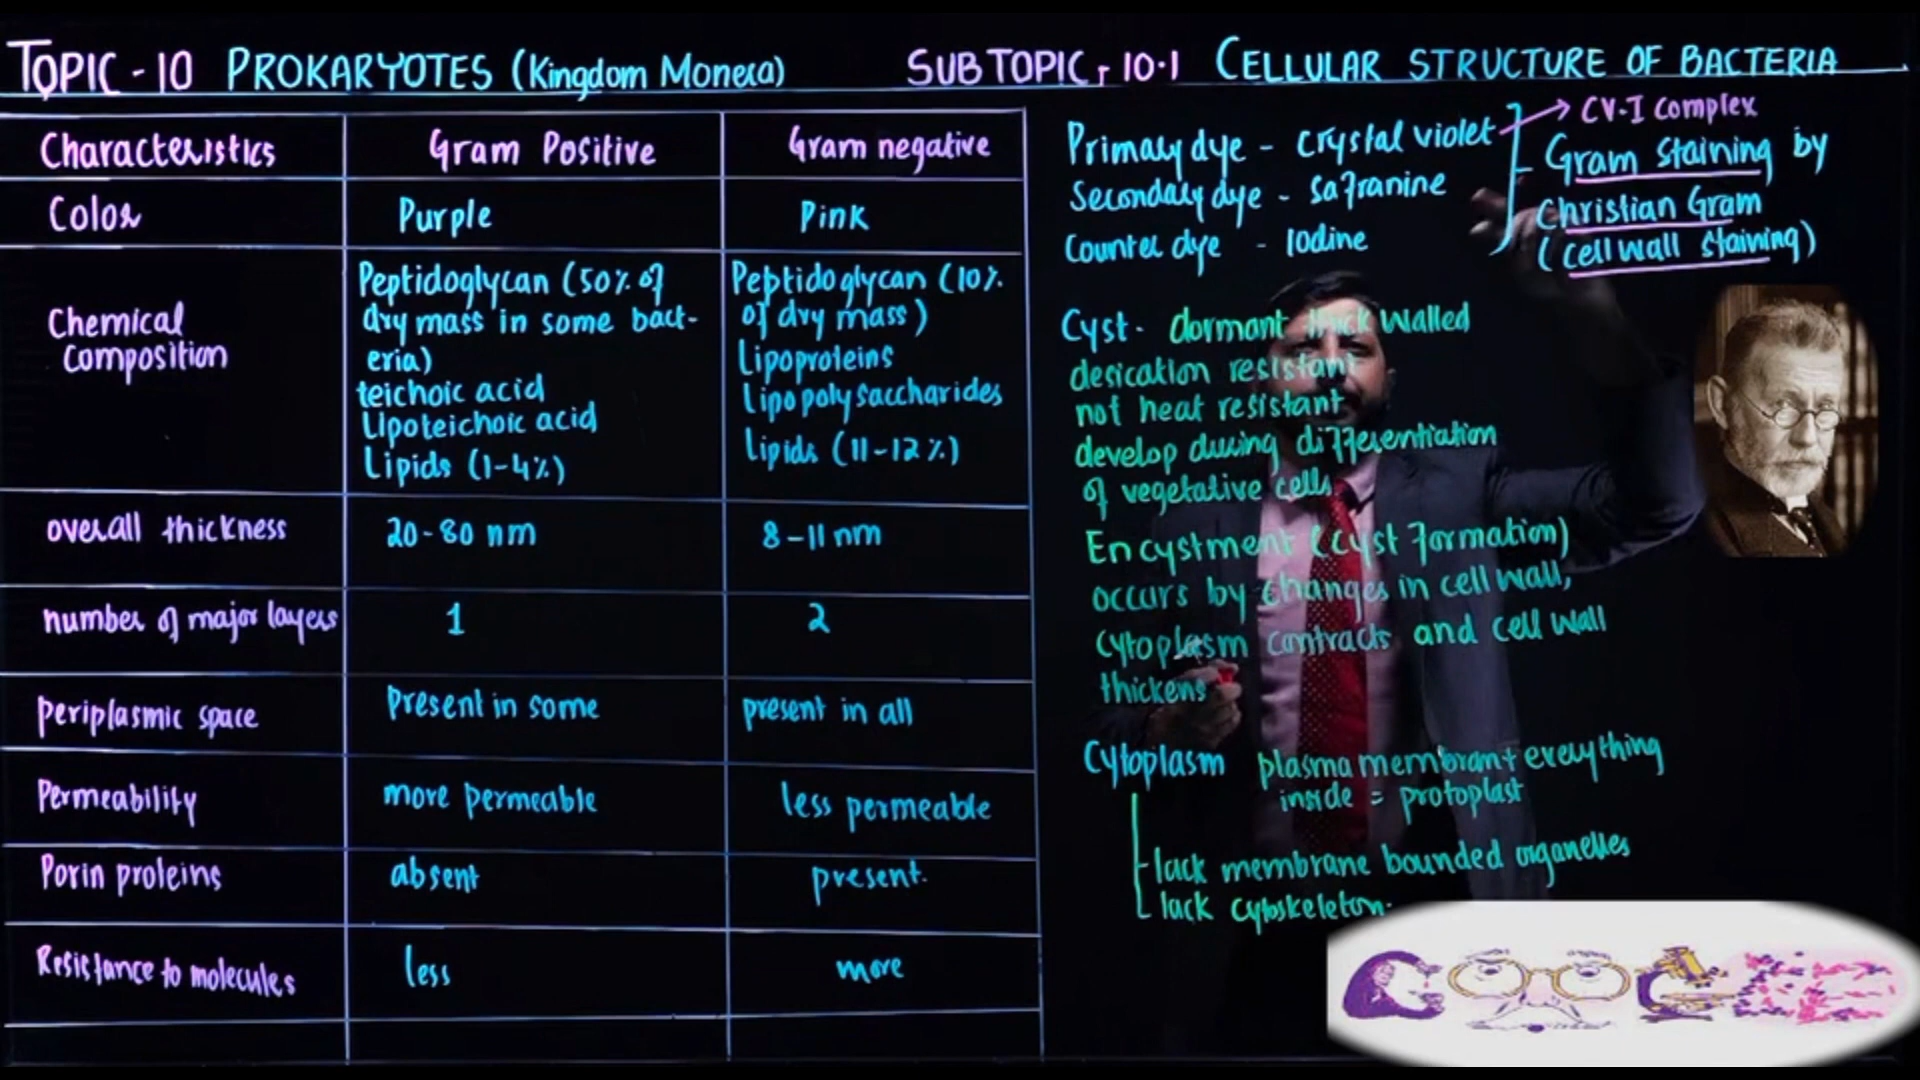 TOPIC - 10 PROKARYOTES (Kingdom Monera) SUBTOPIC - 10.1 CELLULAR STRUCTURE OF BACTERIA
Characteristics Gram Positive Gram negative
Color Purple Pink
Chemical Composition
Peptidoglycan (50% of
dry mass in some bact-
eria)
teichoic acid
Lipoteichoic acid
Lipids (1-4%)
Peptidoglycan (10%
of dry mass)
Lipoproteins
Lipopolysaccharides
Lipids (11-12%)
overall thickness 20-80 nm 8-11 nm
number of major layers 1 2
periplasmic space present in some present in all
Permeability more permeable less permeable
Porin proteins absent present.
Resistance to molecules less more
Primary dye - crystal violet
Secondary dye - safranine
Counter dye - Iodine
CV-I complex
Gram staining by
Christian Gram
(cell wall staining)
Cyst - dormant thick walled
desication resistant
not heat resistant
develop during differentiation
of vegetative cells
Encystment (cyst formation)
occurs by changes in cell wall,
cytoplasm contracts and cell wall
thickens
Cytoplasm plasma membran + everything
inside = protoplast
lack membrane bounded organelles
lack cytoskeleton.